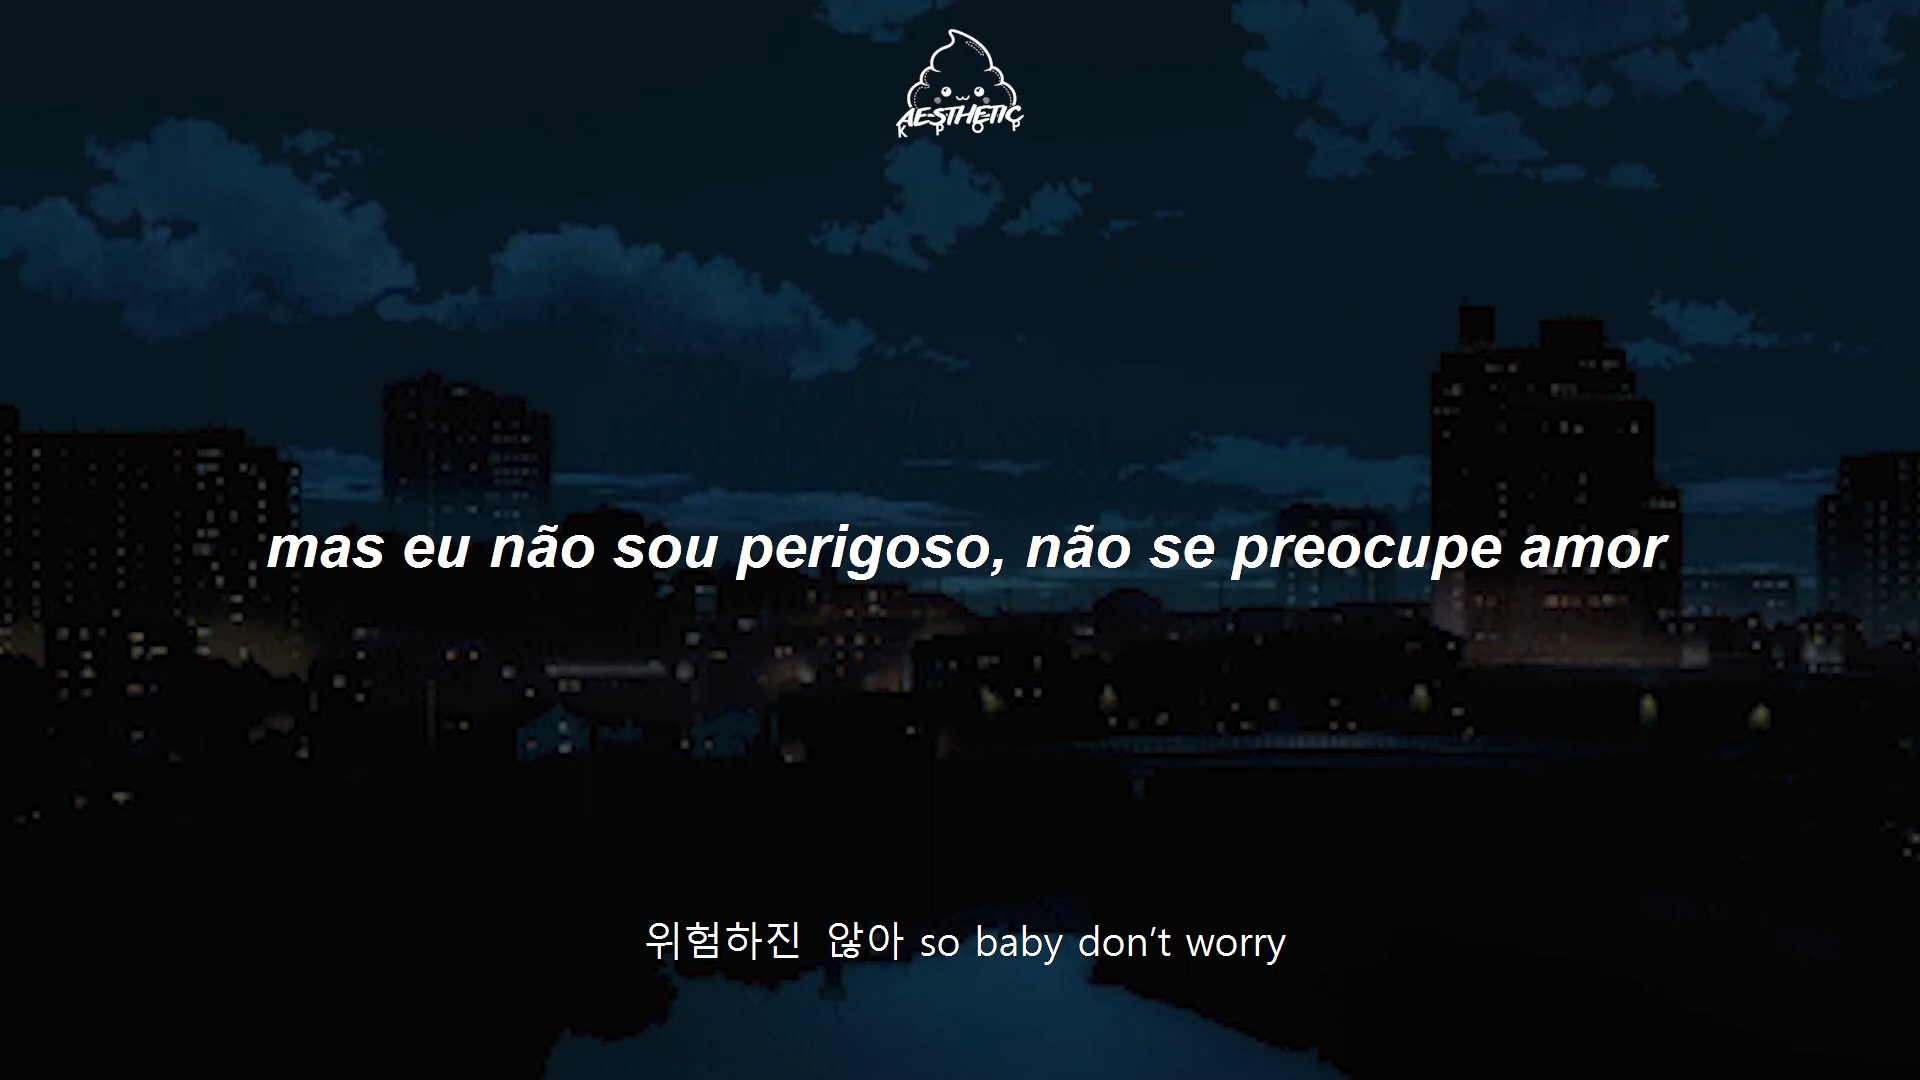 AESTHETIC
KPOP
mas eu não sou perigoso, não se preocupe amor
위험하진 않아 so baby don't worry